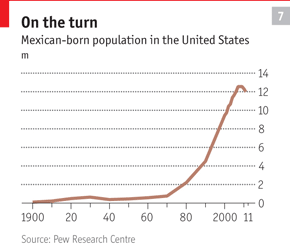 7
On the turn
Mexican-born population in the United States
m
14
12
10
8
6
4
2
0
1900 20 40 60 80 2000 11
Source: Pew Research Centre